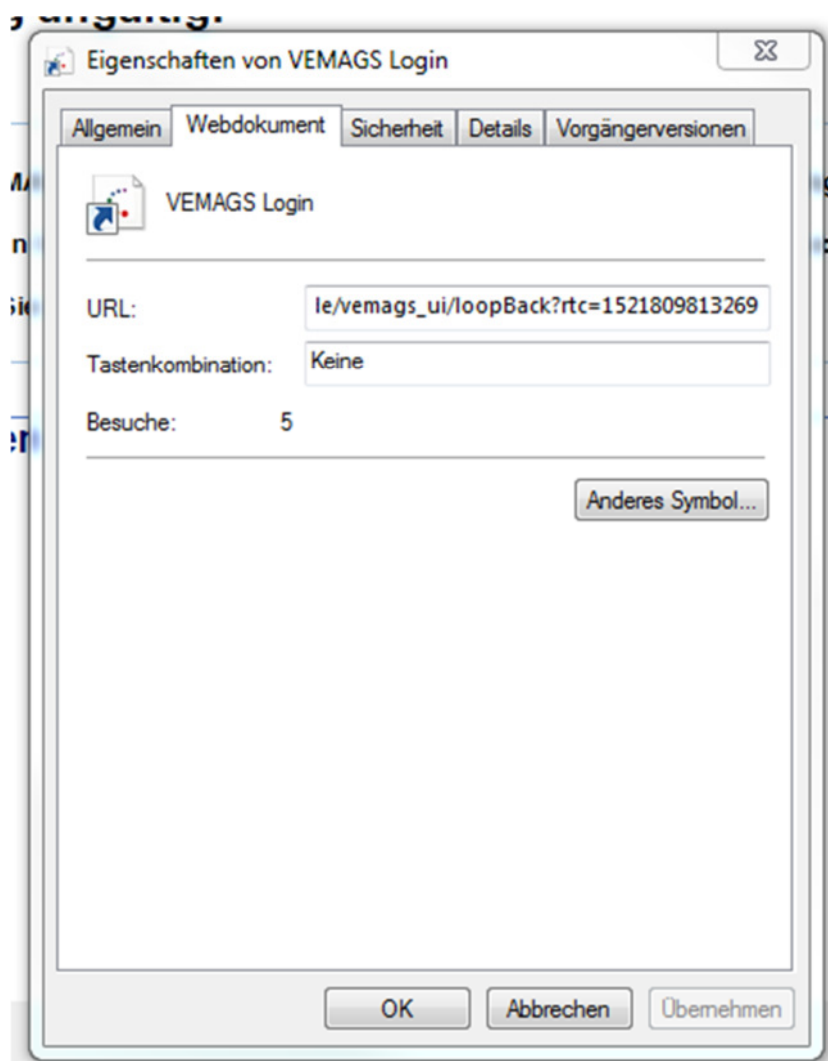 ungültig!
Eigenschaften von VEMAGS Login
Allgemein Webdokument Sicherheit Details Vorgängerversionen
VEMAGS Login
URL: le/vemags_ui/loopBack?rtc=1521809813269
Tastenkombination: Keine
Besuche: 5
Anderes Symbol...
OK Abbrechen Übernehmen